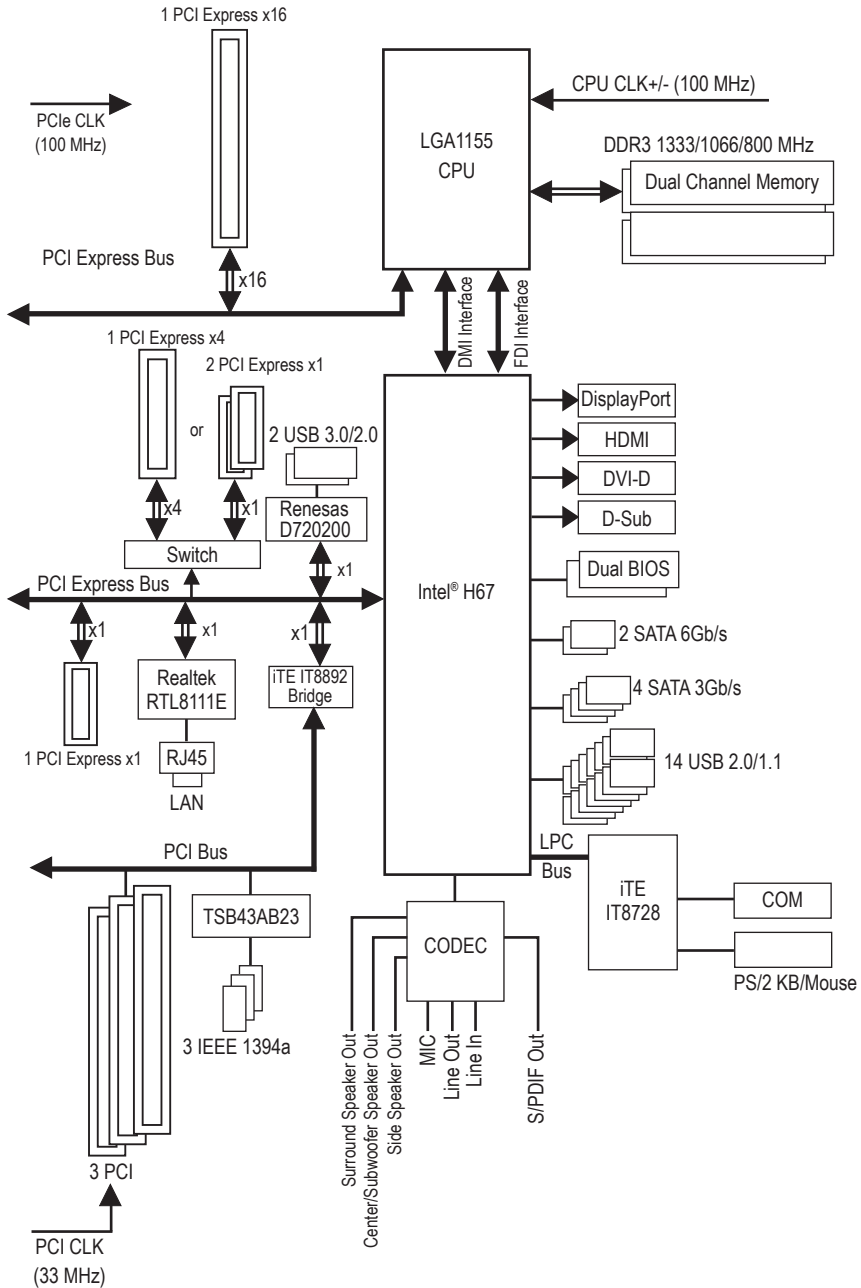 1 PCI Express x16
PCIe CLK
(100 MHz)
LGA1155
CPU
CPU CLK+/- (100 MHz)
DDR3 1333/1066/800 MHz
Dual Channel Memory
PCI Express Bus
x16
DMI Interface
FDI Interface
1 PCI Express x4
2 PCI Express x1
or
2 USB 3.0/2.0
x4
x1
Renesas
D720200
Switch
x1
PCI Express Bus
Intel® H67
DisplayPort
HDMI
DVI-D
D-Sub
Dual BIOS
2 SATA 6Gb/s
4 SATA 3Gb/s
14 USB 2.0/1.1
x1
x1
x1
Realtek
RTL8111E
iTE IT8892
Bridge
1 PCI Express x1
RJ45
LAN
PCI Bus
LPC
Bus
iTE
IT8728
COM
PS/2 KB/Mouse
TSB43AB23
3 IEEE 1394a
CODEC
Surround Speaker Out
Center/Subwoofer Speaker Out
Side Speaker Out
MIC
Line Out
Line In
S/PDIF Out
3 PCI
PCI CLK
(33 MHz)